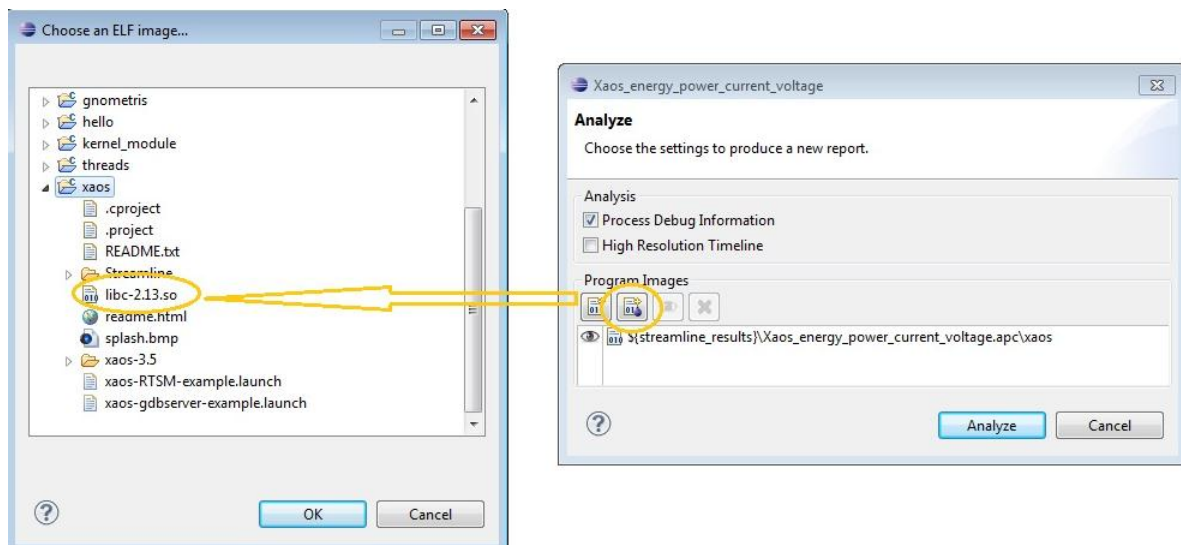 Choose an ELF image...
gnometris
hello
kernel_module
threads
xaos
.cproject
.project
README.txt
Streamline
libc-2.13.so
readme.html
splash.bmp
xaos-3.5
xaos-RTSM-example.launch
xaos-gdbserver-example.launch
OK
Cancel
Xaos_energy_power_current_voltage
Analyze
Choose the settings to produce a new report.
Analysis
Process Debug Information
High Resolution Timeline
Program Images
${streamline_results}\Xaos_energy_power_current_voltage.apc\xaos
Analyze
Cancel